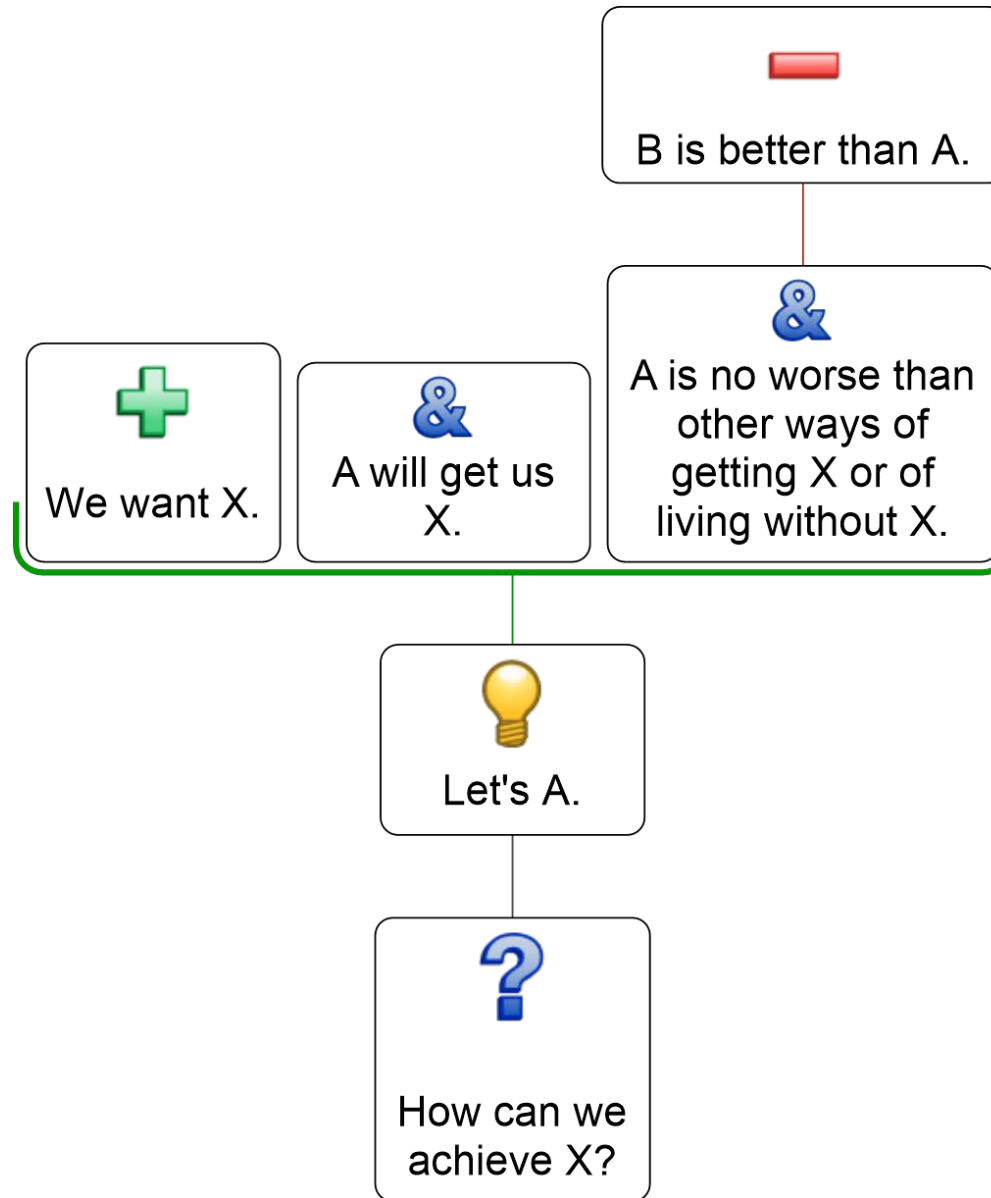 B is better than A.
We want X.
A will get us
X.
A is no worse than
other ways of
getting X or of
living without X.
Let's A.
How can we
achieve X?